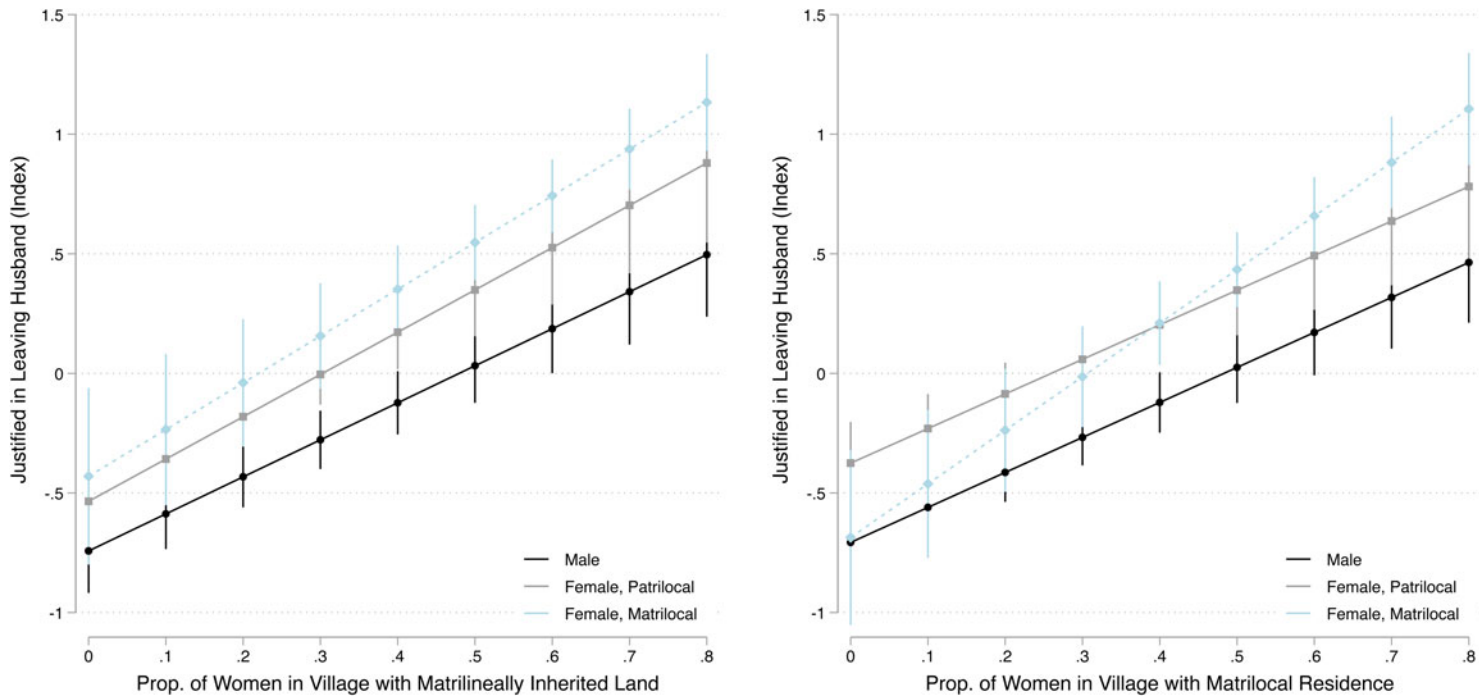 Justified in Leaving Husband (Index)
1.5
1
.5
0
-.5
-1
Male
Female, Patrilocal
Female, Matrilocal
0 .1 .2 .3 .4 .5 .6 .7 .8
Prop. of Women in Village with Matrilineally Inherited Land
Justified in Leaving Husband (Index)
1.5
1
.5
0
-.5
-1
Male
Female, Patrilocal
Female, Matrilocal
0 .1 .2 .3 .4 .5 .6 .7 .8
Prop. of Women in Village with Matrilocal Residence